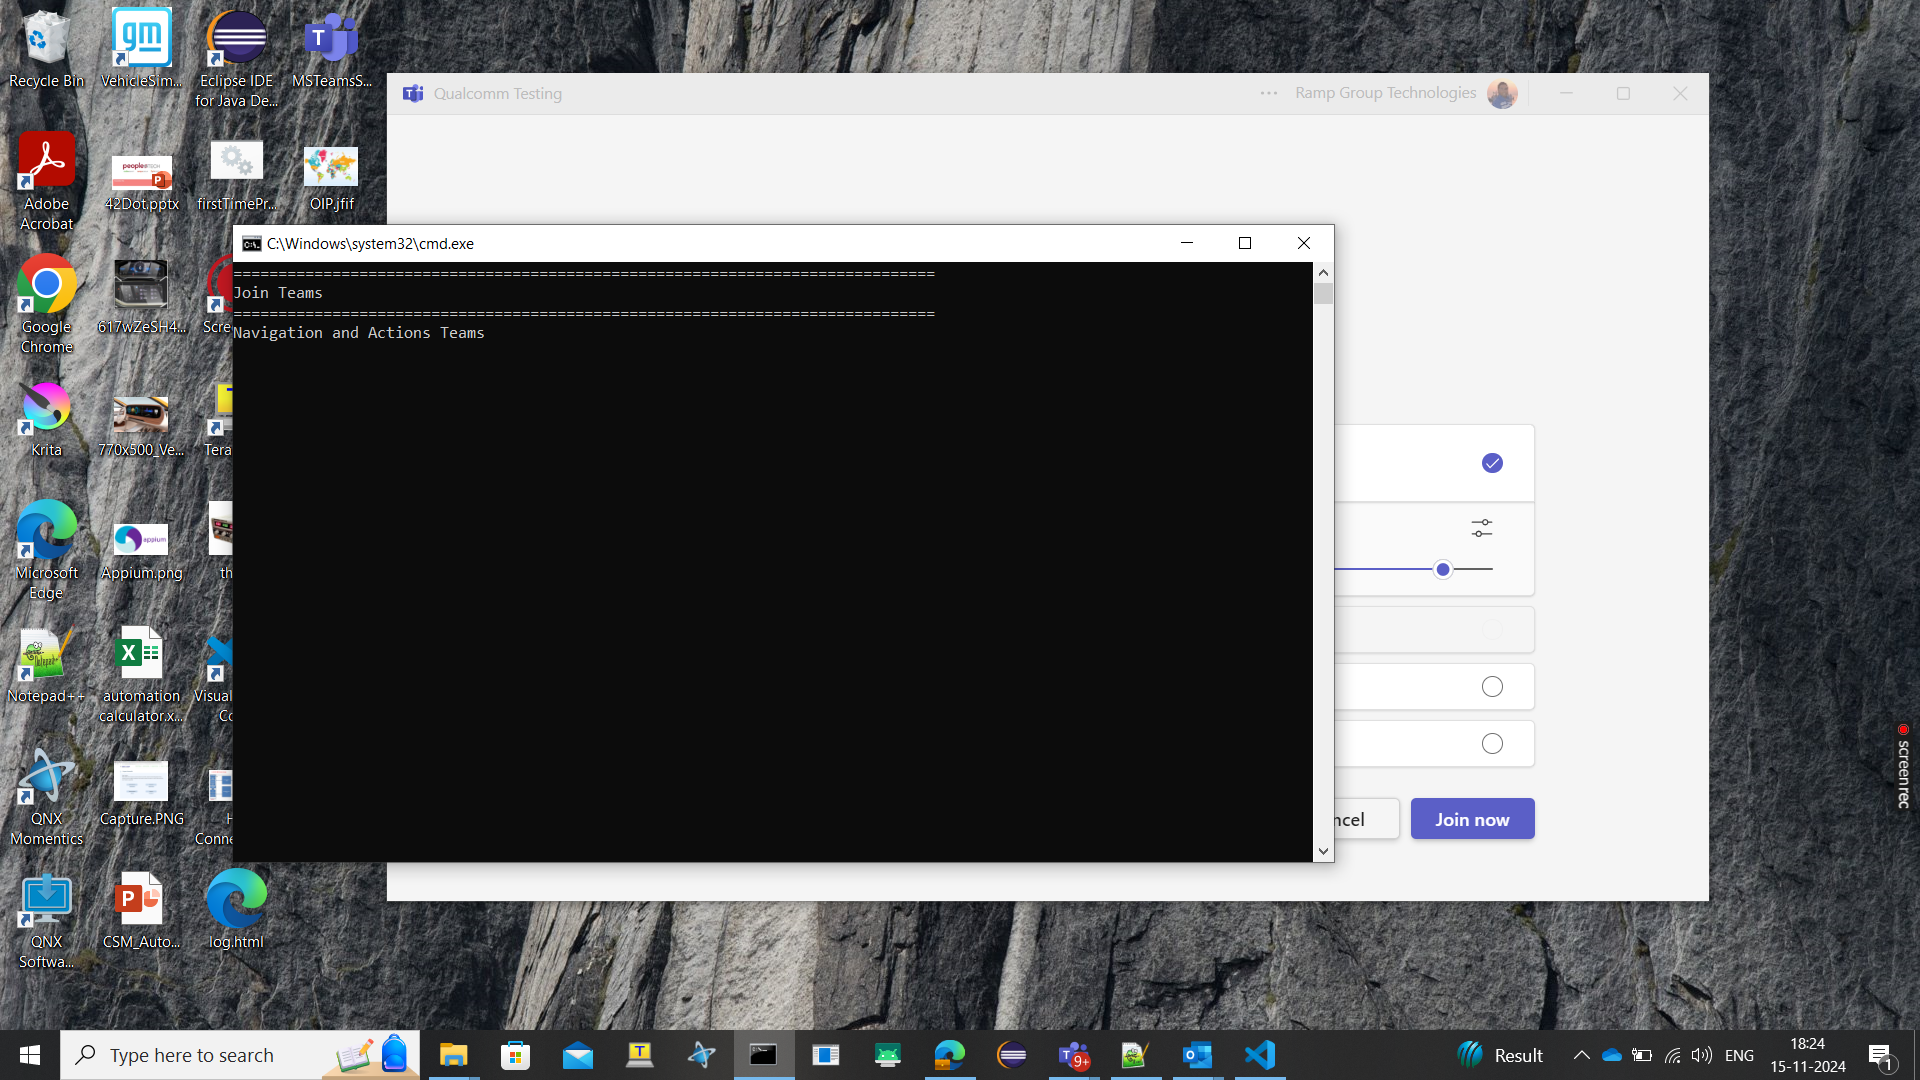 Recycle Bin
VehicleSim...
Eclipse IDE
for Java De...
MSTeamsS...
Adobe
Acrobat
42Dot.pptx
firstTimePr...
OIP.jfif
Google
Chrome
617wZeSH4...
Scre
Krita
770x500_Ve...
Tera
Microsoft
Edge
Appium.png
th
Notepad++
automation
calculator.x...
Visual
Co
QNX
Momentics
Capture.PNG
H
Conne
QNX
Softwa...
CSM_Auto...
log.html
Qualcomm Testing
Ramp Group Technologies
C:\Windows\system32\cmd.exe
==============================================================================
Join Teams
==============================================================================
Navigation and Actions Teams
ncel
Join now
screenrec
Type here to search
9+
Result
ENG
18:24
15-11-2024
1